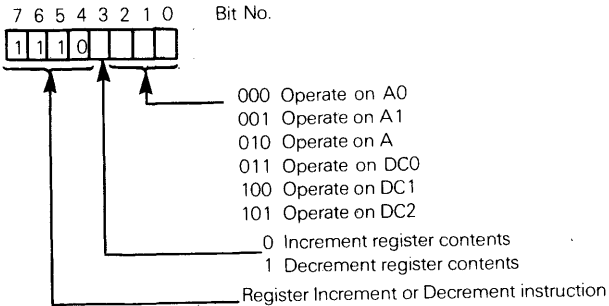 7 6 5 4 3 2 1 0 Bit No.
1 1 1 0
000 Operate on A0
001 Operate on A1
010 Operate on A
011 Operate on DC0
100 Operate on DC1
101 Operate on DC2
0 Increment register contents
1 Decrement register contents
Register Increment or Decrement instruction